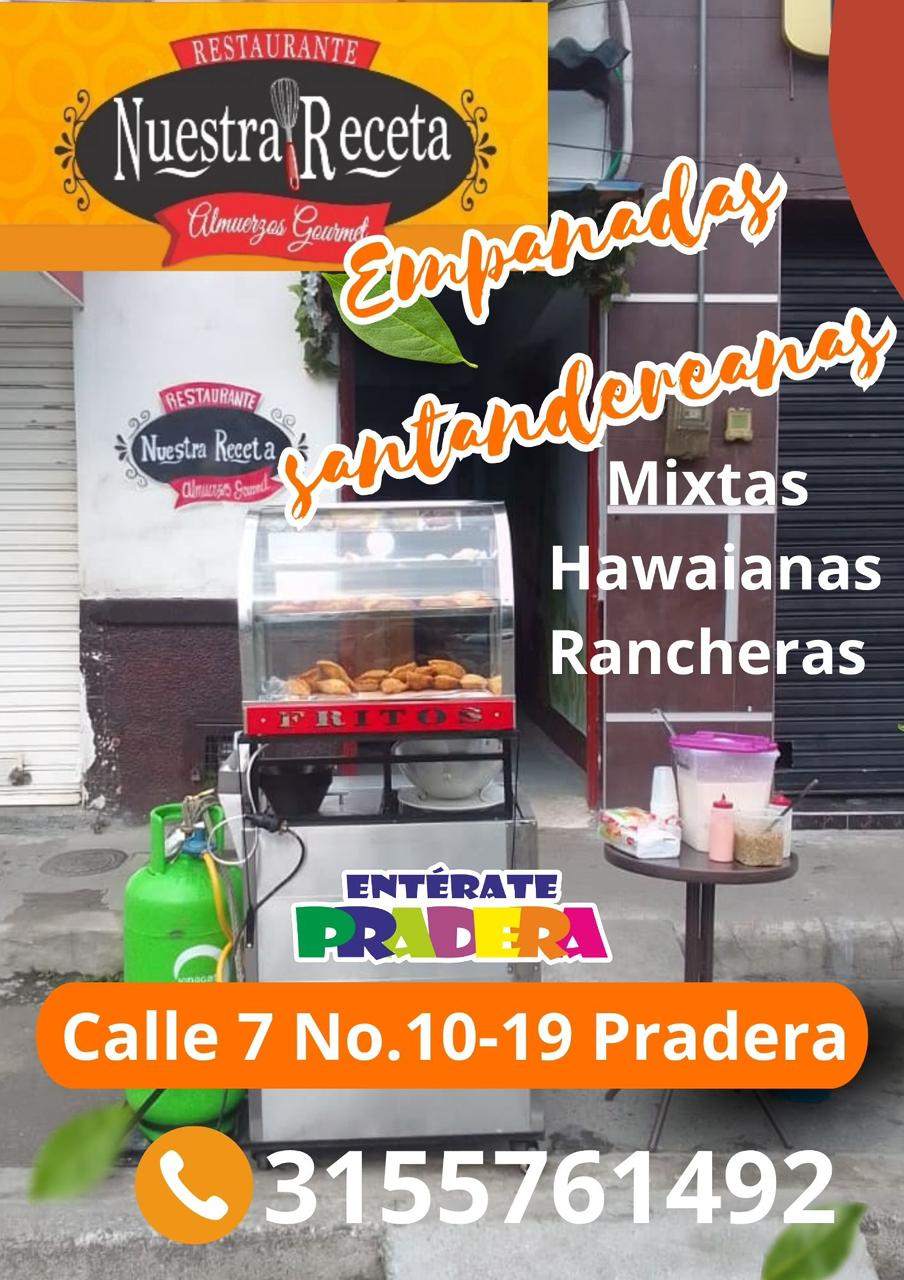 RESTAURANTE
Nuestra Receta
Almuerzos Gourmet
Empanadas
santandereanas
RESTAURANTE
Nuestra Receta
Almuerzos Gourmet
Mixtas
Hawaianas
Rancheras
FRITOS
ENTÉRATE
PRADERA
Calle 7 No.10-19 Pradera
3155761492